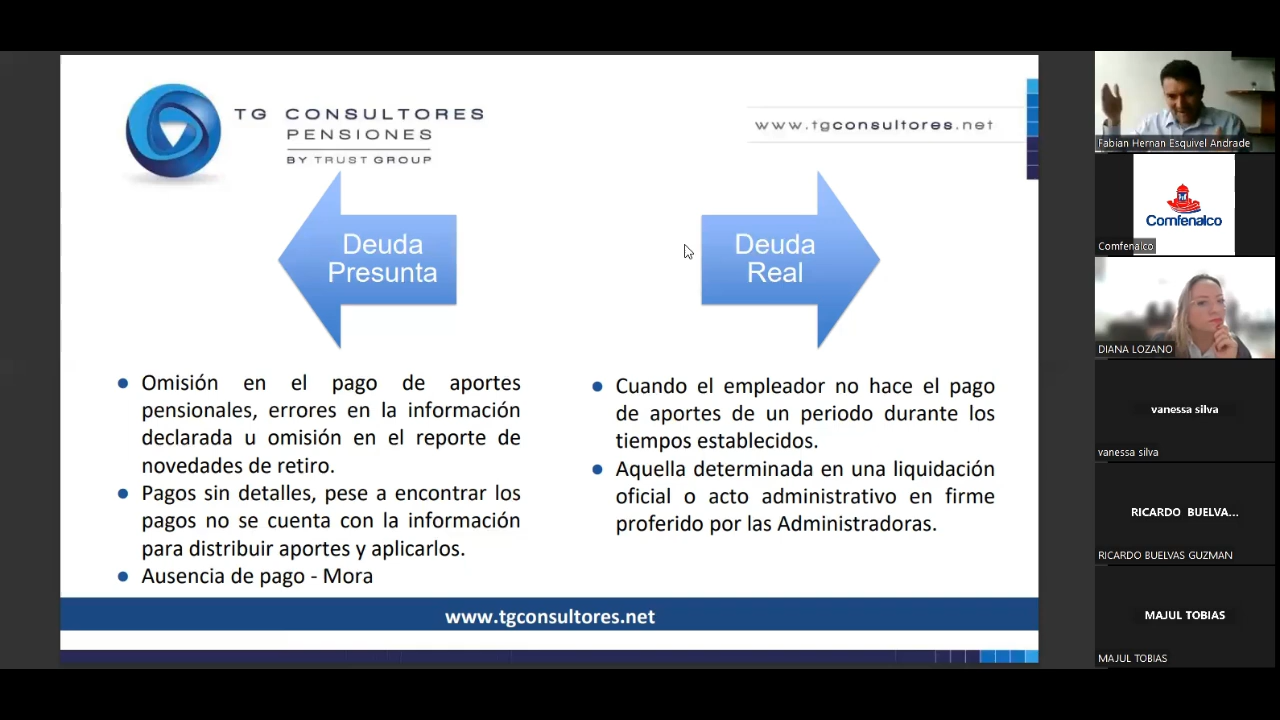 TG CONSULTORES
PENSIONES
BY TRUST GROUP
www.tgconsultores.net
Deuda
Presunta
Deuda
Real
Omisión en el pago de aportes
pensionales, errores en la información
declarada u omisión en el reporte de
novedades de retiro.
Pagos sin detalles, pese a encontrar los
pagos no se cuenta con la información
para distribuir aportes y aplicarlos.
Ausencia de pago - Mora
Cuando el empleador no hace el pago
de aportes de un periodo durante los
tiempos establecidos.
Aquella determinada en una liquidación
oficial o acto administrativo en firme
proferido por las Administradoras.
www.tgconsultores.net
Fabian Hernan Esquivel Andrade
Comfenalco
Comfenalco
DIANA LOZANO
vanessa silva
vanessa silva
RICARDO BUELVA...
RICARDO BUELVAS GUZMAN
MAJUL TOBIAS
MAJUL TOBIAS